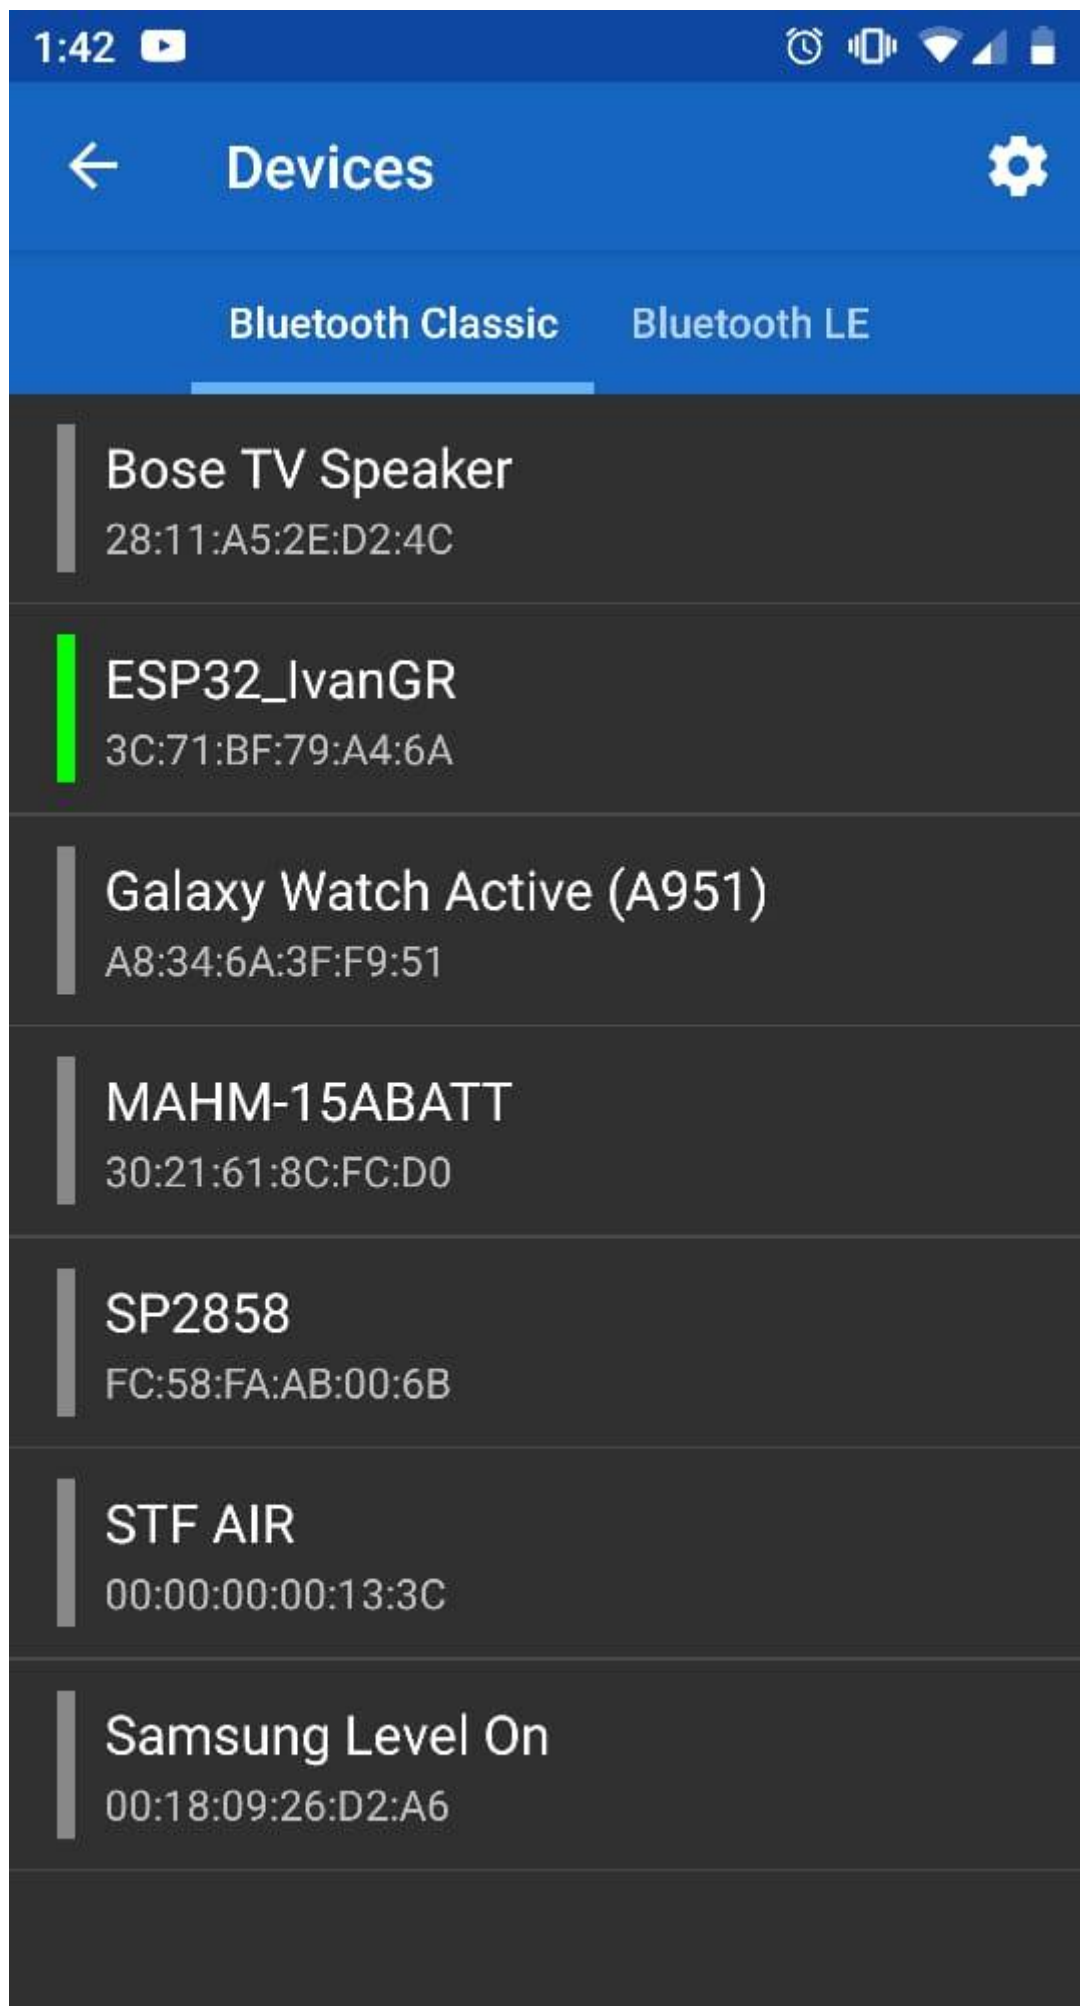 1:42
Devices
Bluetooth Classic Bluetooth LE
Bose TV Speaker
28:11:A5:2E:D2:4C
ESP32_IvanGR
3C:71:BF:79:A4:6A
Galaxy Watch Active (A951)
A8:34:6A:3F:F9:51
MAHM-15ABATT
30:21:61:8C:FC:D0
SP2858
FC:58:FA:AB:00:6B
STF AIR
00:00:00:00:13:3C
Samsung Level On
00:18:09:26:D2:A6